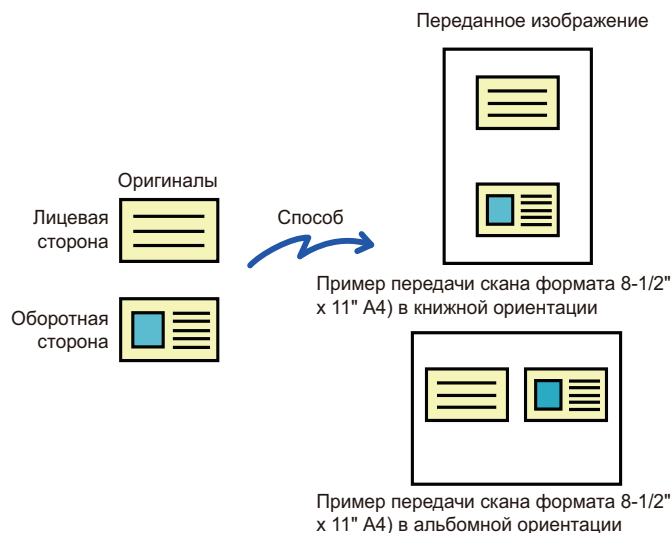 Переданное изображение
Оригиналы
Лицевая
сторона
Способ
Оборотная
сторона
Пример передачи скана формата 8-1/2"
x 11" A4) в книжной ориентации
Пример передачи скана формата 8-1/2"
x 11" A4) в альбомной ориентации